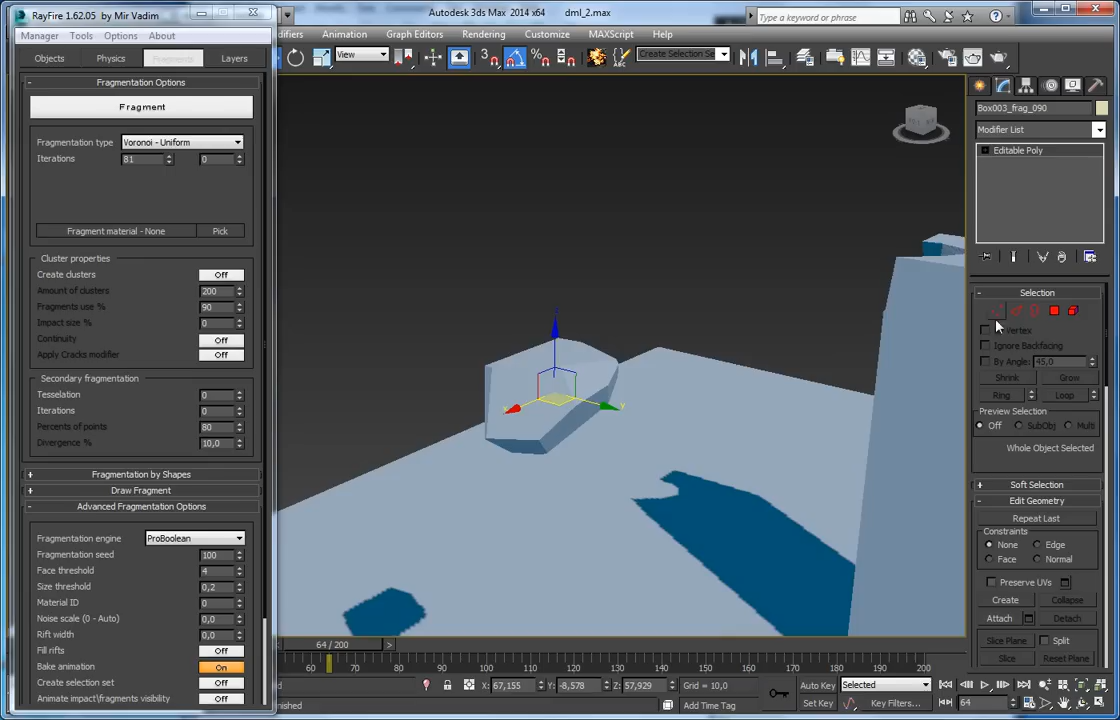 RayFire 1.62.05 by Mir Vadim
Manager Tools Options About
Objects Physics Fragments Layers
Fragmentation Options
Fragment
Fragmentation type Voronoi - Uniform
Iterations 81 0
Fragment material - None Pick
Cluster properties
Create clusters Off
Amount of clusters 200
Fragments use % 90
Impact size % 0
Continuity Off
Apply Cracks modifier Off
Secondary fragmentation
Tesselation 0
Iterations 0
Percents of points 80
Divergence % 10,0
Fragmentation by Shapes
Draw Fragment
Advanced Fragmentation Options
Fragmentation engine ProBoolean
Fragmentation seed 100
Face threshold 4
Size threshold 0,2
Material ID 0
Noise scale (0 - Auto) 0,0
Rift width 0,0
Fill rifts Off
Bake animation On
Create selection set Off
Animate impact\fragments visibility Off
Autodesk 3ds Max 2014 x64 dml_2.max
Type a keyword or phrase
difiers Animation Graph Editors Rendering Customize MAXScript Help
View 3 Create Selection Se
Box003_frag_090
Modifier List
Editable Poly
Selection
Vertex
Ignore Backfacing
By Angle: 45,0
Shrink Grow
Ring Loop
Preview Selection
Off SubObj Multi
Whole Object Selected
Soft Selection
Edit Geometry
Repeat Last
Constraints
None Edge
Face Normal
Preserve UVs
Create Collapse
Attach Detach
Slice Plane Split
Slice Reset Plane
64 / 200
60 70 80 90 100 110 120 130 140 150 160 170 180 190 200
X: 67,155 Y: -8,578 Z: 57,929 Grid = 10,0
Auto Key Selected
Add Time Tag Set Key Key Filters... 64